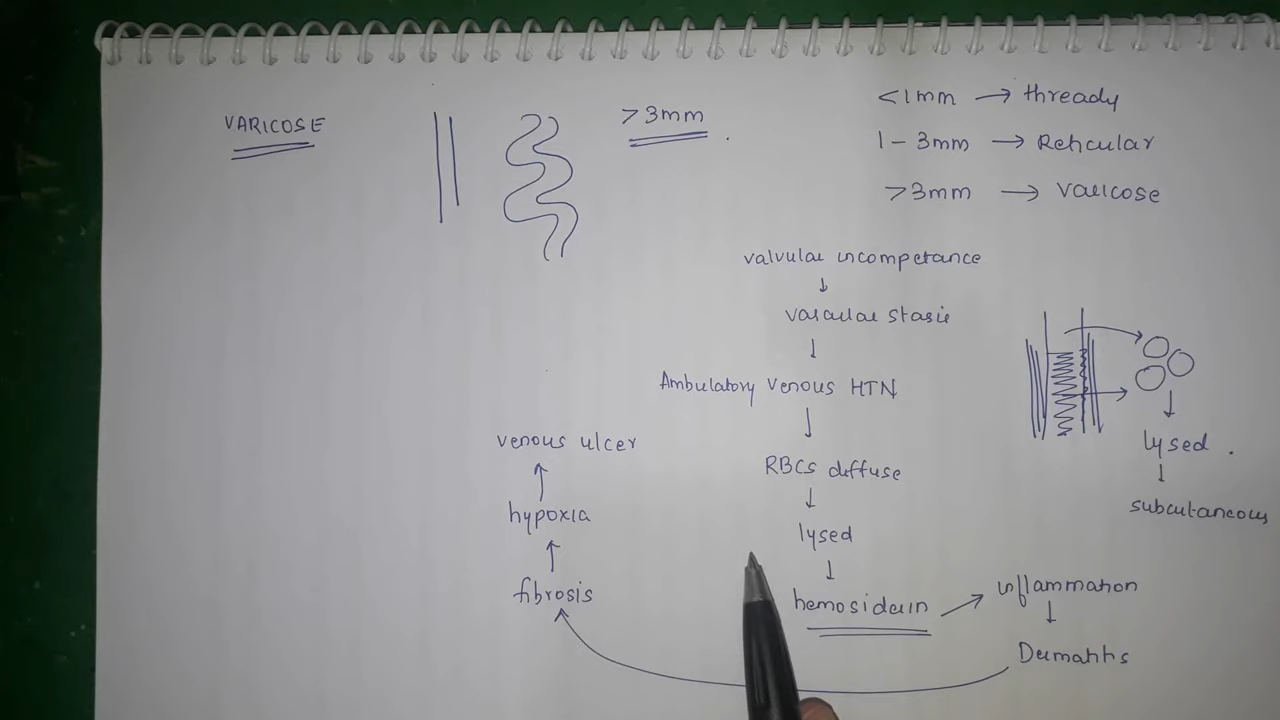 VARICOSE
>3mm
<1mm → thready
1-3mm → Reticular
>3mm → Varicose
valvular incompetance
↓
vascular stasis
↓
Ambulatory Venous HTN
↓
RBCs diffuse
↓
lysed
↓
hemosiderin → inflammation
↓
Dermatitis
fibrosis
↑
hypoxia
↑
venous ulcer
lysed.
↓
subcutaneous